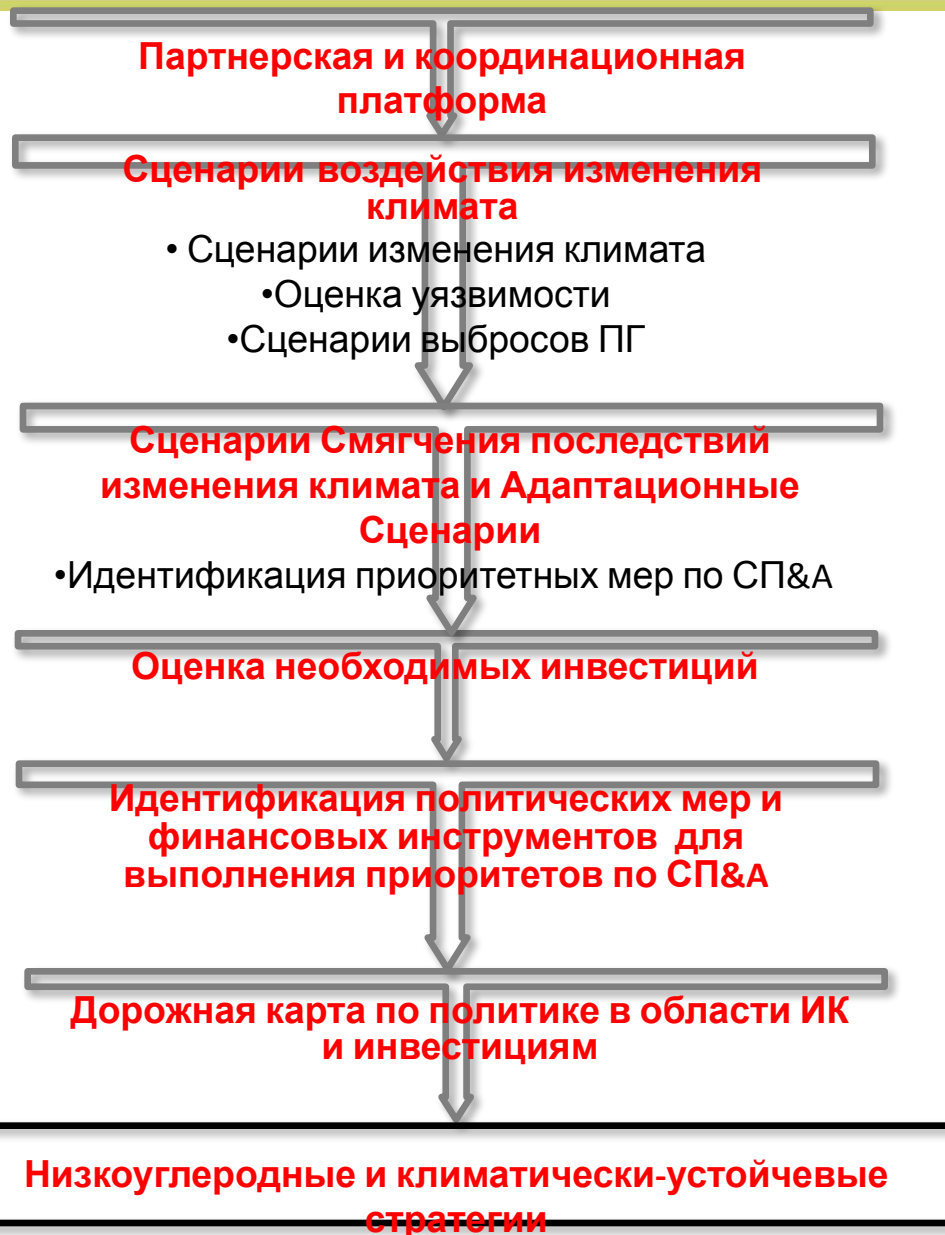 Партнерская и координационная
платформа
Сценарии воздействия изменения
климата
• Сценарии изменения климата
•Оценка уязвимости
•Сценарии выбросов ПГ
Сценарии Смягчения последствий
изменения климата и Адаптационные
Сценарии
•Идентификация приоритетных мер по СП&А
Оценка необходимых инвестиций
Идентификация политических мер и
финансовых инструментов для
выполнения приоритетов по СП&А
Дорожная карта по политике в области ИК
и инвестициям
Низкоуглеродные и климатически-устойчевые
стратегии